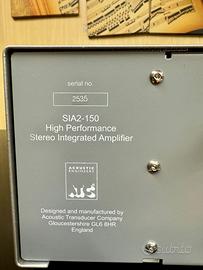 serial no.
2535
SIA2-150
High Performance
Stereo Integrated Amplifier
ACOUSTIC
ENGINEERS
Designed and manufactured by
Acoustic Transducer Company
Gloucestershire GL6 8HR
England